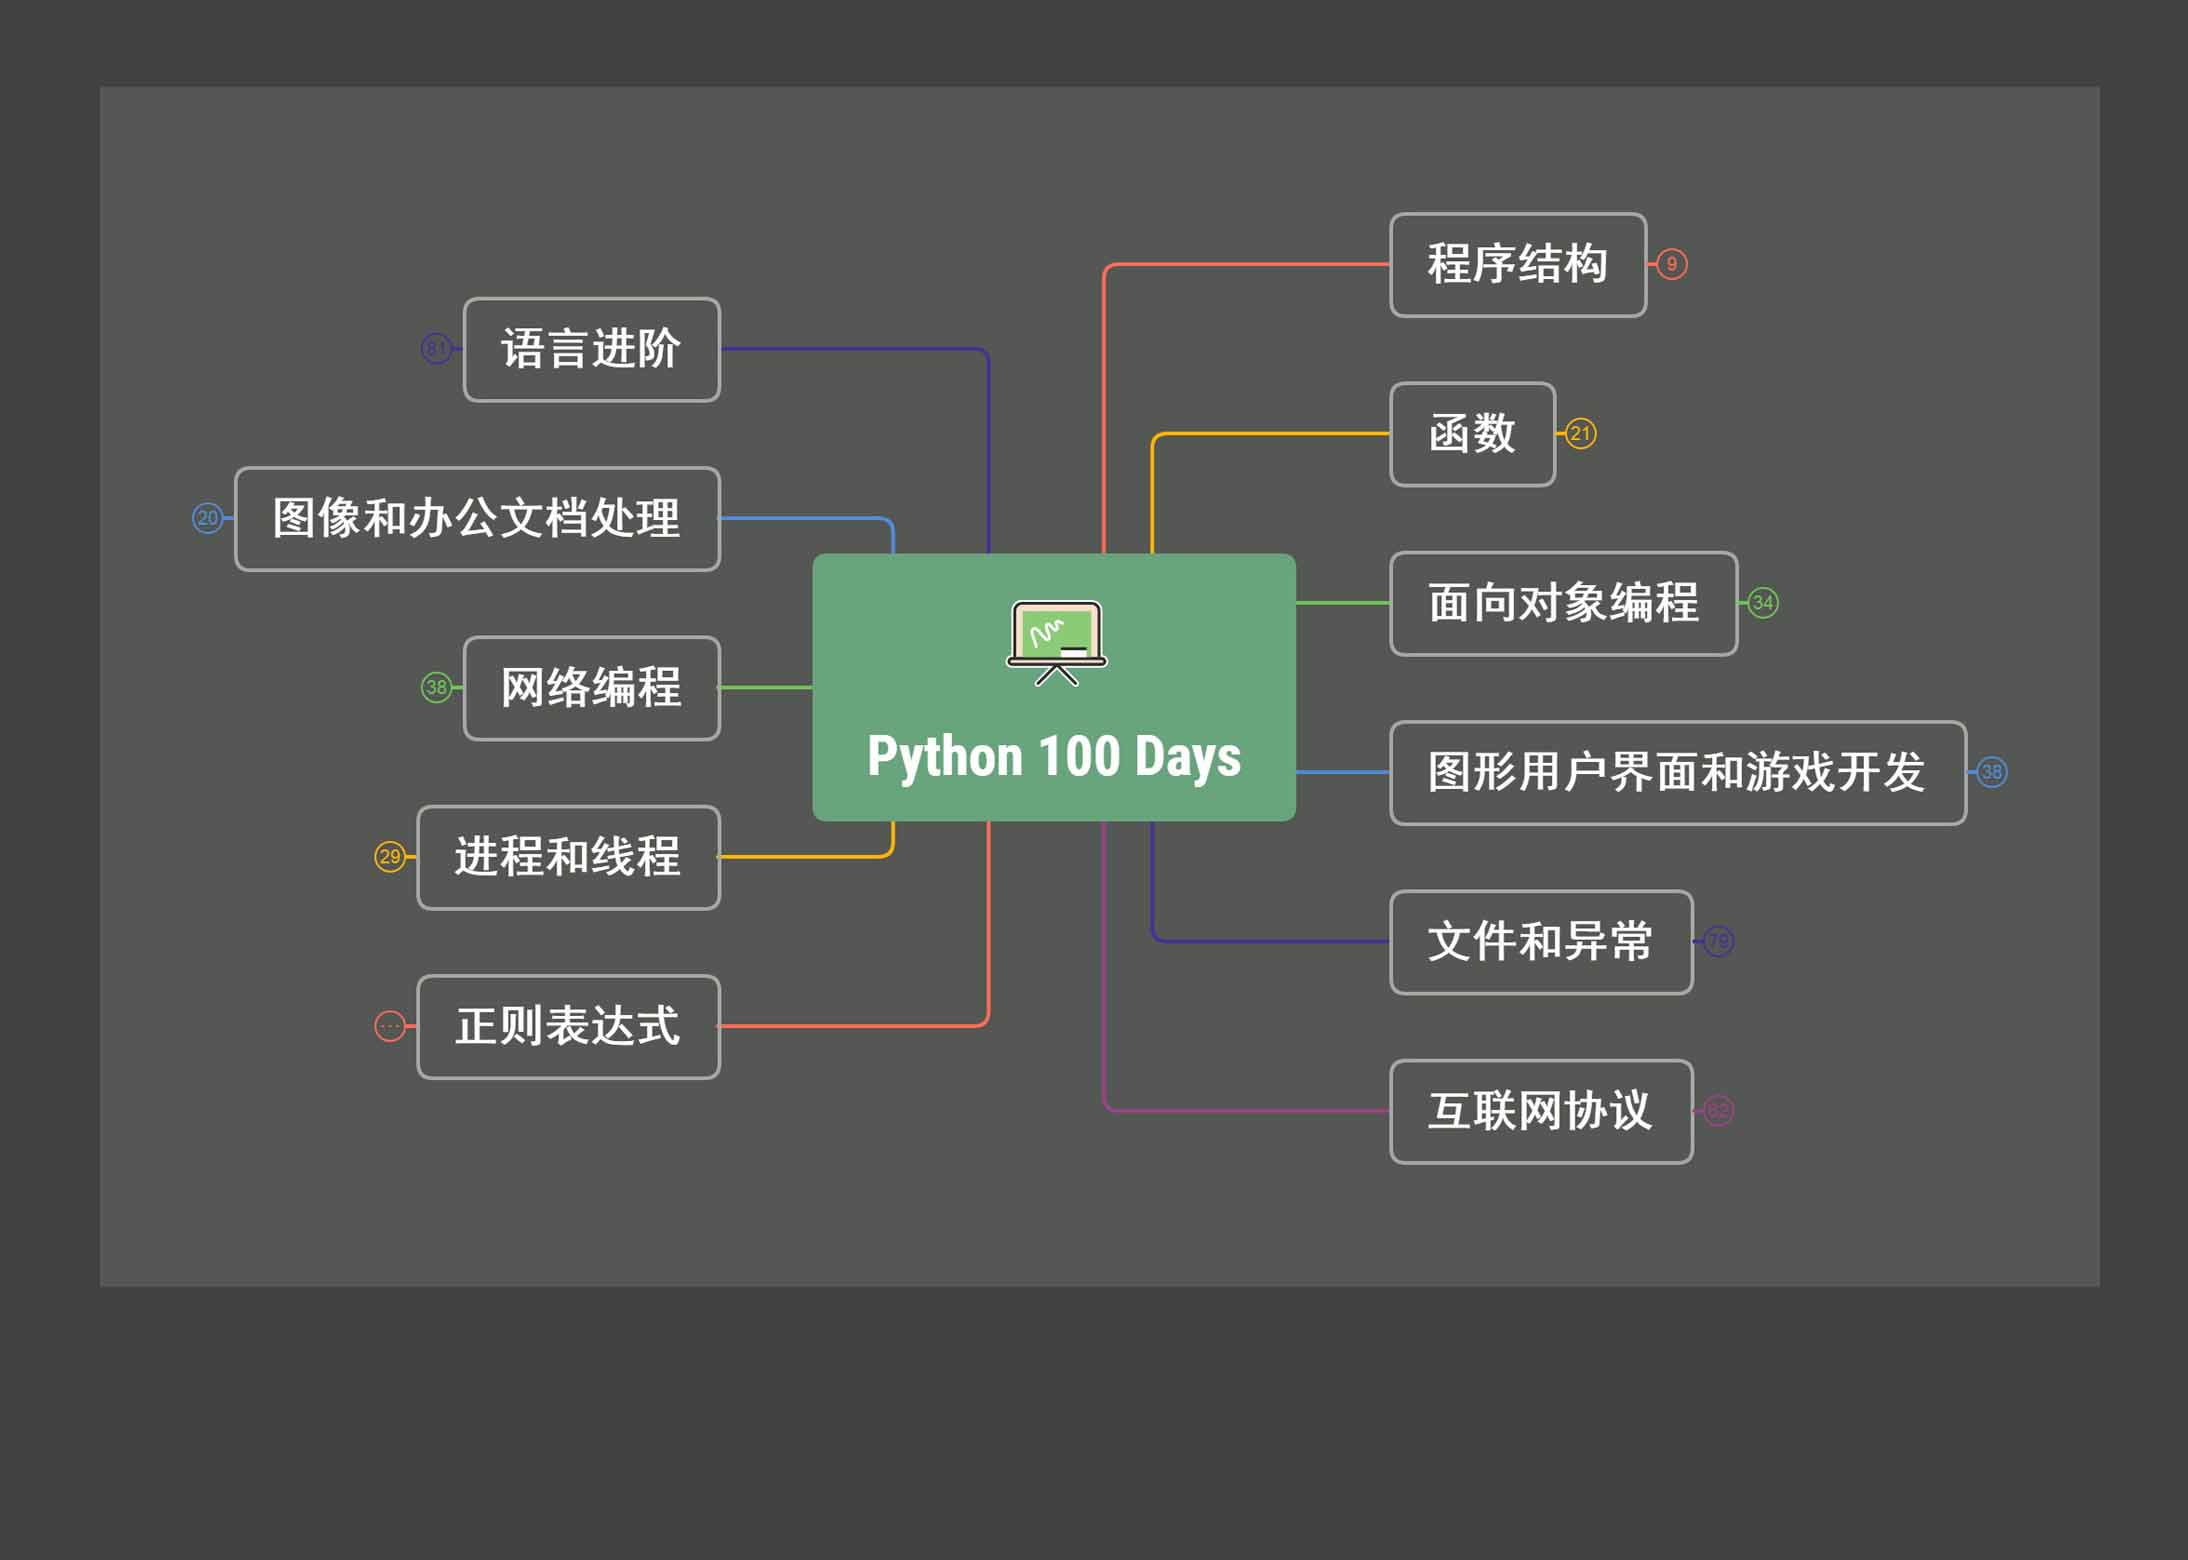 Python 100 Days
程序结构
9
函数
21
面向对象编程
34
图形用户界面和游戏开发
38
文件和异常
79
互联网协议
62
语言进阶
81
图像和办公文档处理
20
网络编程
38
进程和线程
29
正则表达式
···